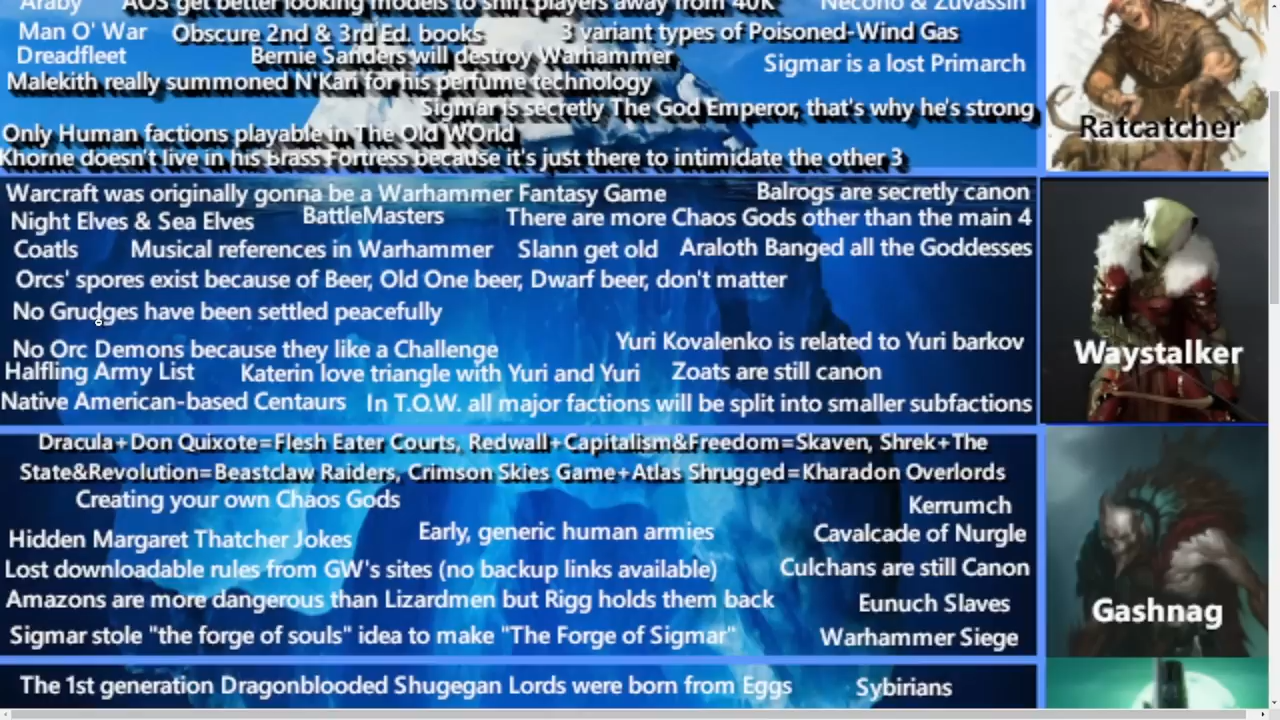 Araby AOS get better looking models to shift players away from 40K Necoho & Zuvassin
Man O' War Obscure 2nd & 3rd Ed. books 3 variant types of Poisoned-Wind Gas
Dreadfleet Bernie Sanders will destroy Warhammer Sigmar is a lost Primarch
Malekith really summoned N'Kari for his perfume technology
Sigmar is secretly The God Emperor, that's why he's strong
Ratcatcher
Only Human factions playable in The Old WOrld
Khorne doesn't live in his Brass Fortress because it's just there to intimidate the other 3
Warcraft was originally gonna be a Warhammer Fantasy Game Balrogs are secretly canon
Night Elves & Sea Elves BattleMasters There are more Chaos Gods other than the main 4
Coatls Musical references in Warhammer Slann get old Araloth Banged all the Goddesses
Orcs' spores exist because of Beer, Old One beer, Dwarf beer, don't matter
No Grudges have been settled peacefully
Yuri Kovalenko is related to Yuri barkov
No Orc Demons because they like a Challenge
Waystalker
Halfling Army List Katerin love triangle with Yuri and Yuri Zoats are still canon
Native American-based Centaurs In T.O.W. all major factions will be split into smaller subfactions
Dracula+Don Quixote=Flesh Eater Courts, Redwall+Capitalism&Freedom=Skaven, Shrek+The
State&Revolution=Beastclaw Raiders, Crimson Skies Game+Atlas Shrugged=Kharadon Overlords
Creating your own Chaos Gods Kerrumch
Hidden Margaret Thatcher Jokes Early, generic human armies Cavalcade of Nurgle
Lost downloadable rules from GW's sites (no backup links available) Culchans are still Canon
Amazons are more dangerous than Lizardmen but Rigg holds them back Eunuch Slaves
Gashnag
Sigmar stole "the forge of souls" idea to make "The Forge of Sigmar" Warhammer Siege
The 1st generation Dragonblooded Shugegan Lords were born from Eggs Sybirians